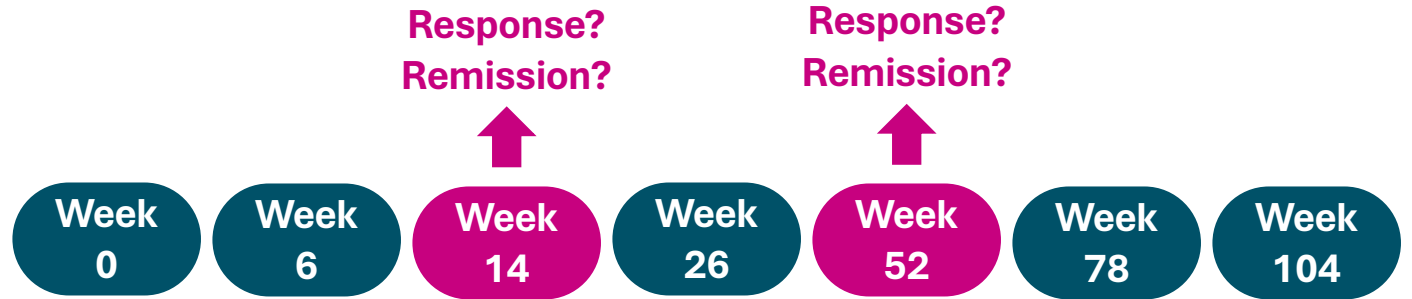 Response?
Remission?
Response?
Remission?
Week
0
Week
6
Week
14
Week
26
Week
52
Week
78
Week
104